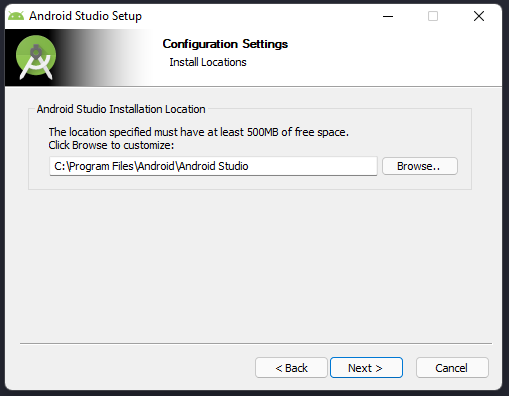 Android Studio Setup
Configuration Settings
Install Locations
Android Studio Installation Location
The location specified must have at least 500MB of free space.
Click Browse to customize:
C:\Program Files\Android\Android Studio
Browse..
< Back
Next >
Cancel